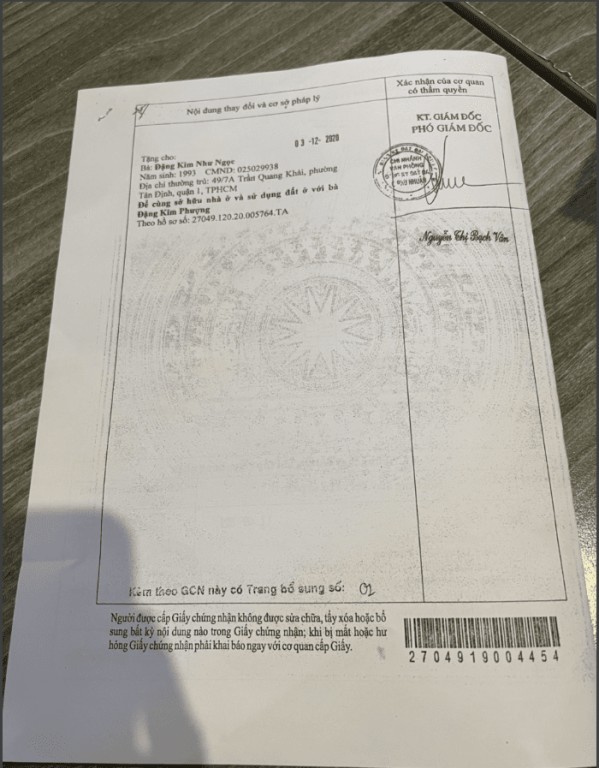 Nội dung thay đổi và cơ sở pháp lý
Xác nhận của cơ quan
có thẩm quyền
03 -12- 2020
Tặng cho:
Bà: Đặng Kim Như Ngọc
Năm sinh: 1993 CMND: 025029938
Địa chỉ thường trú: 49/7A Trần Quang Khải, phường
Tân Định, quận 1, TPHCM
Để cùng sở hữu nhà ở và sử dụng đất ở với bà
Đặng Kim Phượng
Theo hồ sơ số: 27049.120.20.005764.TA
KT. GIÁM ĐỐC
PHÓ GIÁM ĐỐC
CHI NHÁNH
VĂN PHÒNG
Nguyễn Thị Bạch Vân
Kèm theo GCN này có Trang bổ sung số: 02
Người được cấp Giấy chứng nhận không được sửa chữa, tẩy xóa hoặc bổ
sung bất kỳ nội dung nào trong Giấy chứng nhận; khi bị mất hoặc hư
hỏng Giấy chứng nhận phải khai báo ngay với cơ quan cấp Giấy.
2704919004454